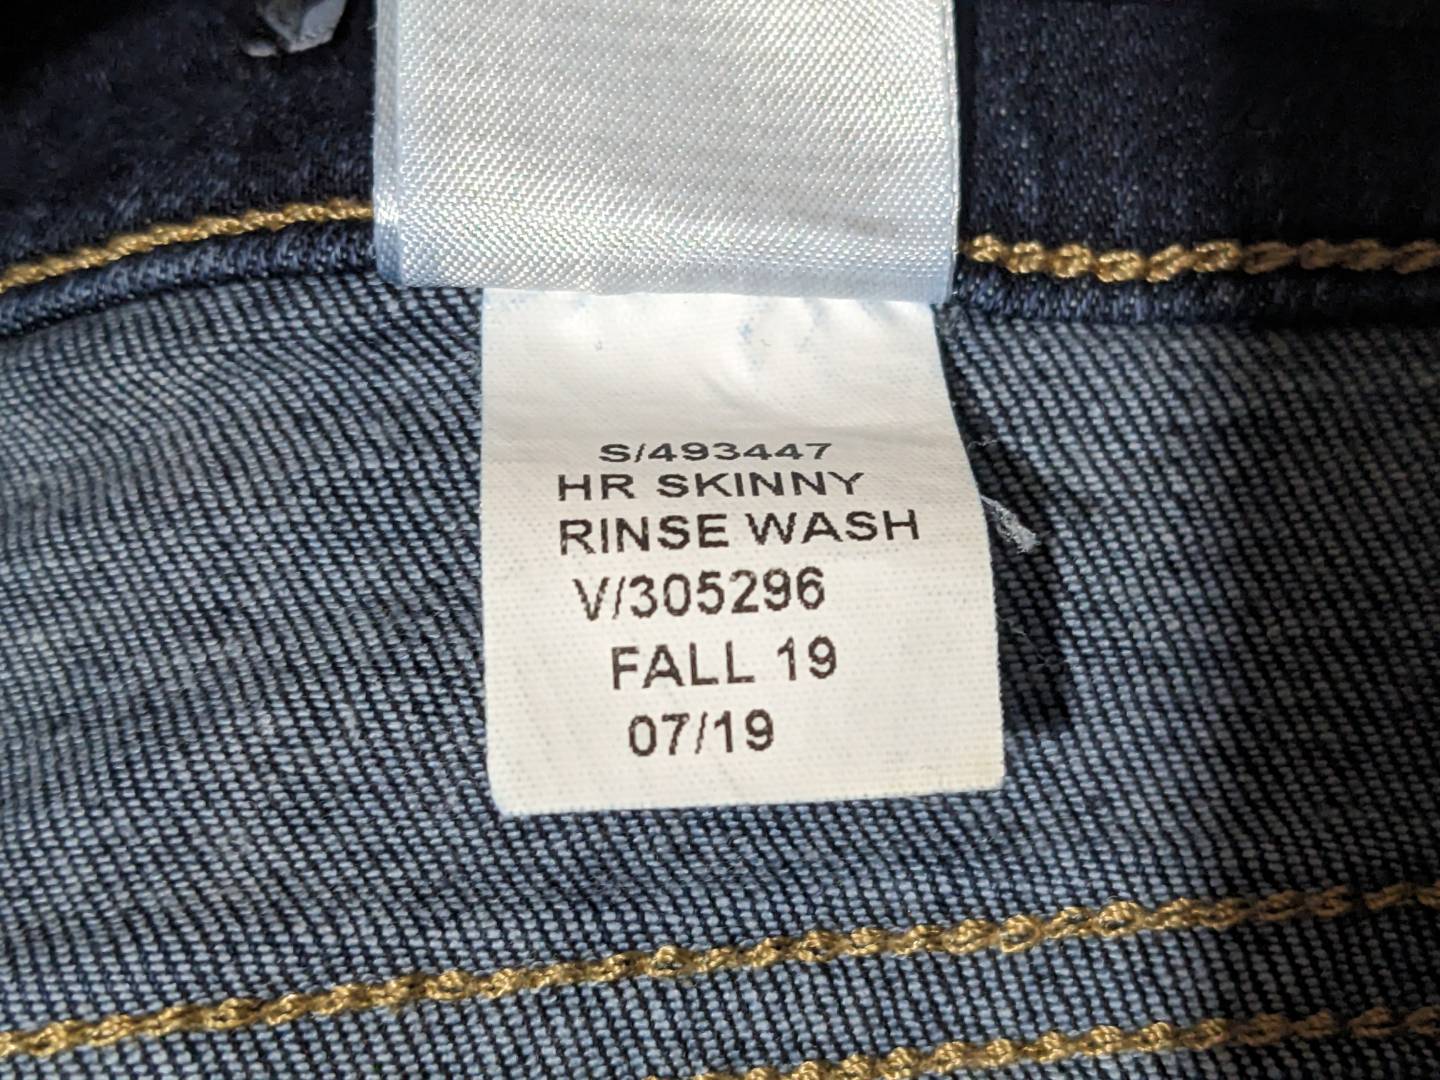 S/493447
HR SKINNY
RINSE WASH
V/305296
FALL 19
07/19